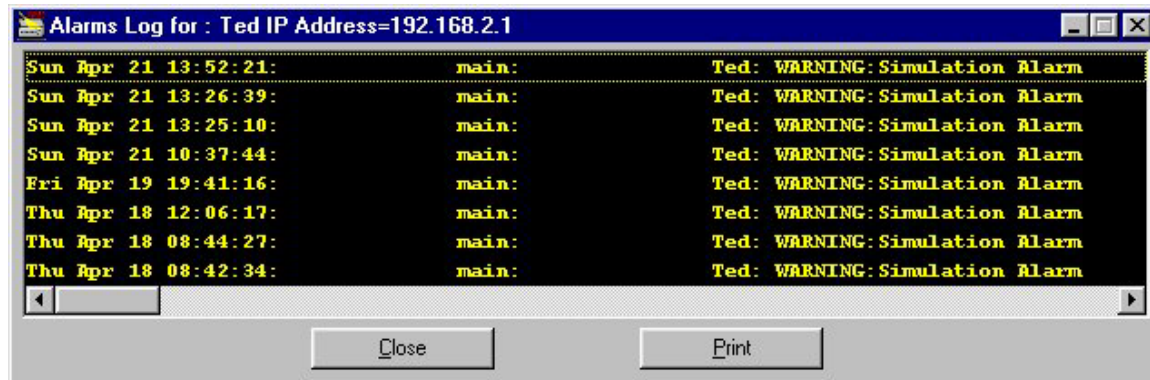 Alarms Log for : Ted IP Address=192.168.2.1
Sun Apr 21 13:52:21: main: Ted: WARNING:Simulation Alarm
Sun Apr 21 13:26:39: main: Ted: WARNING:Simulation Alarm
Sun Apr 21 13:25:10: main: Ted: WARNING:Simulation Alarm
Sun Apr 21 10:37:44: main: Ted: WARNING:Simulation Alarm
Fri Apr 19 19:41:16: main: Ted: WARNING:Simulation Alarm
Thu Apr 18 12:06:17: main: Ted: WARNING:Simulation Alarm
Thu Apr 18 08:44:27: main: Ted: WARNING:Simulation Alarm
Thu Apr 18 08:42:34: main: Ted: WARNING:Simulation Alarm
Close Print